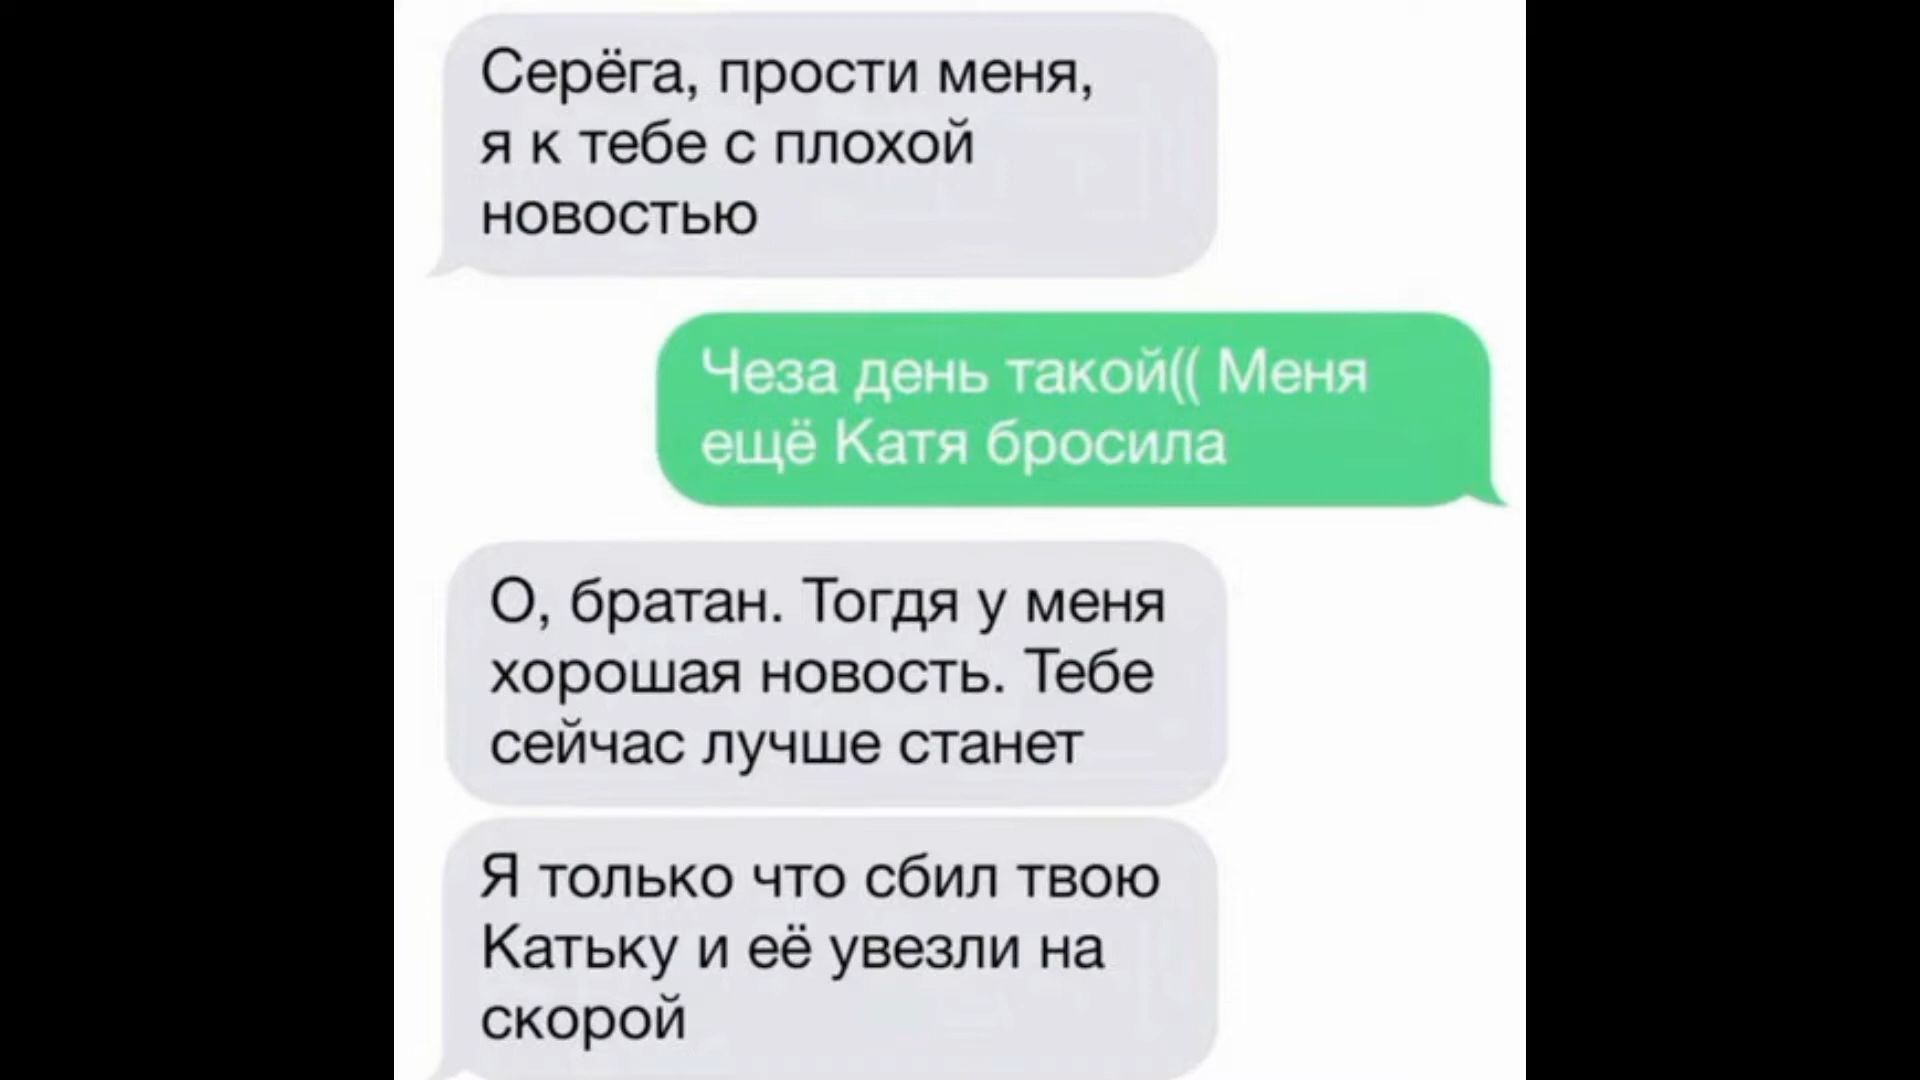 Серёга, прости меня,
я к тебе с плохой
новостью
Чеза день такой(( Меня
ещё Катя бросила
О, братан. Тогдя у меня
хорошая новость. Тебе
сейчас лучше станет
Я только что сбил твою
Катьку и её увезли на
скорой